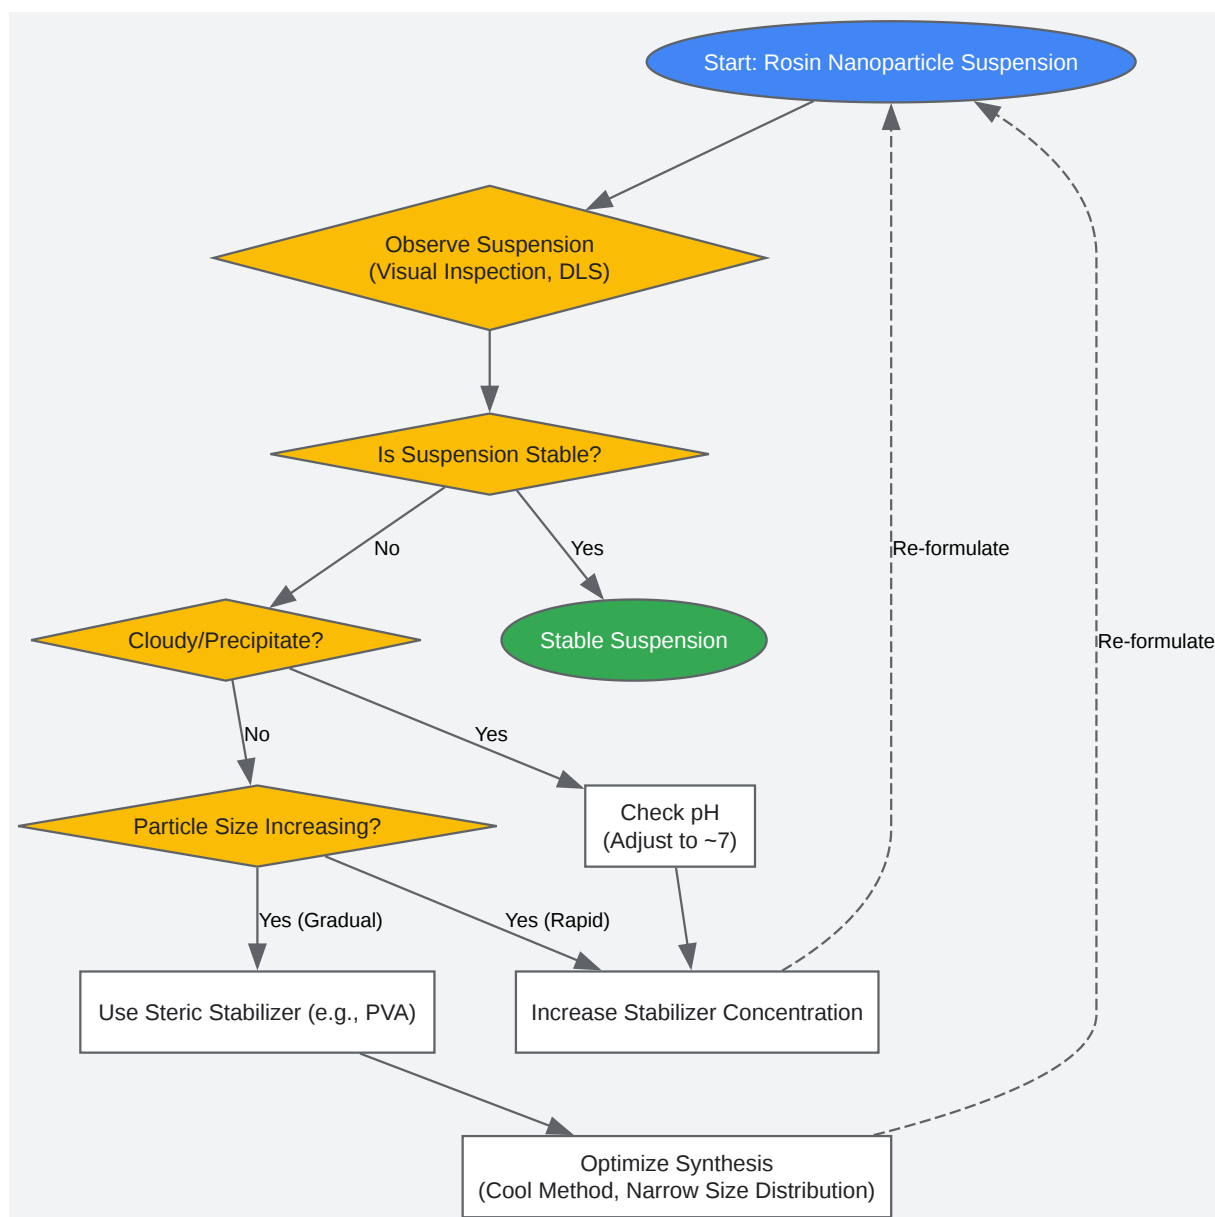 Start: Rosin Nanoparticle Suspension
Observe Suspension
(Visual Inspection, DLS)
Is Suspension Stable?
No
Yes
Re-formulate
Cloudy/Precipitate?
Stable Suspension
Re-formulate
No
Yes
Check pH
(Adjust to ~7)
Particle Size Increasing?
Yes (Gradual)
Yes (Rapid)
Use Steric Stabilizer (e.g., PVA)
Increase Stabilizer Concentration
Optimize Synthesis
(Cool Method, Narrow Size Distribution)